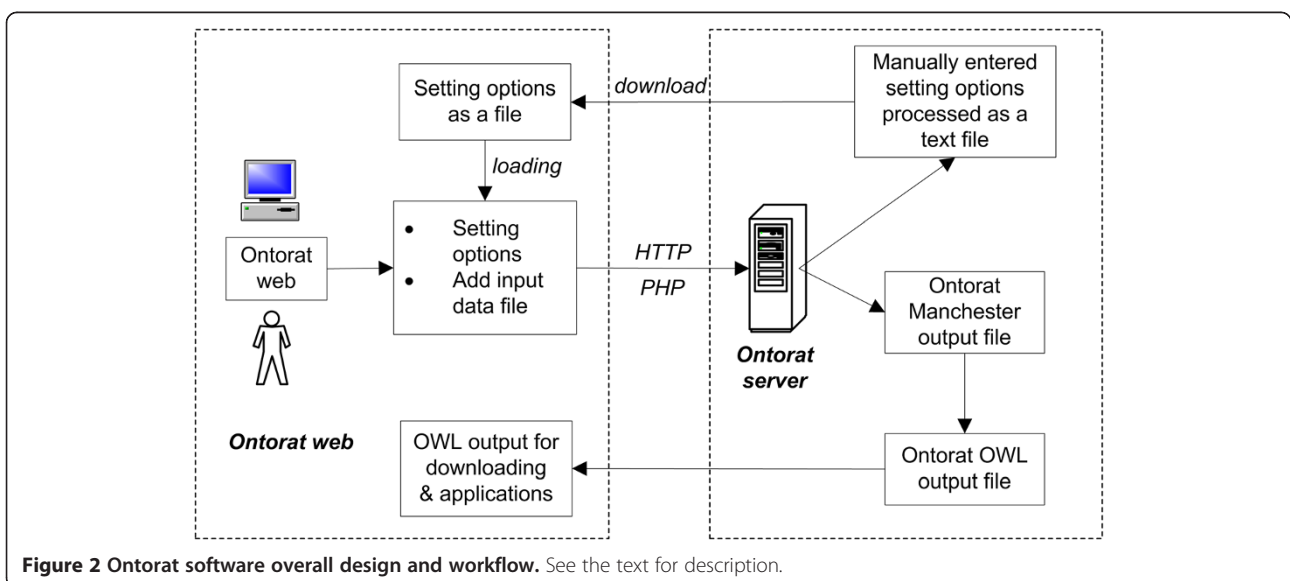 Setting options
as a file
download
Manually entered
setting options
processed as a
text file
loading
Ontorat
web
• Setting
options
• Add input
data file
HTTP
PHP
Ontorat
server
Ontorat
Manchester
output file
Ontorat web
OWL output for
downloading
& applications
Ontorat OWL
output file
Figure 2 Ontorat software overall design and workflow. See the text for description.